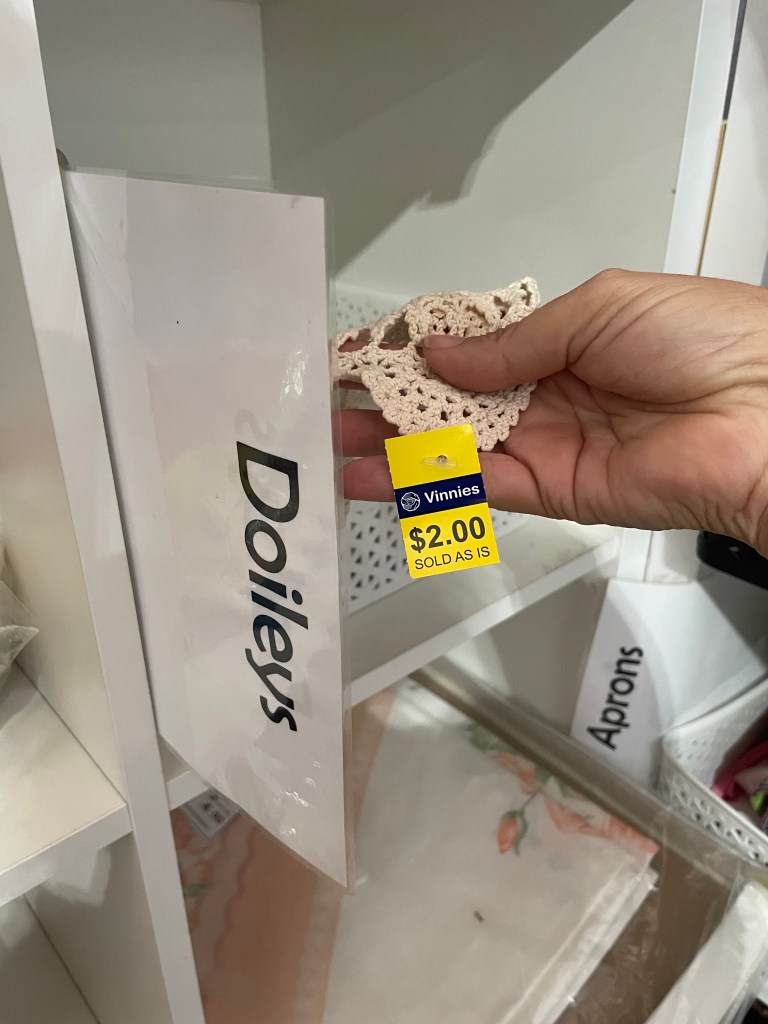 Doileys
Vinnies
$2.00
SOLD AS IS
Aprons